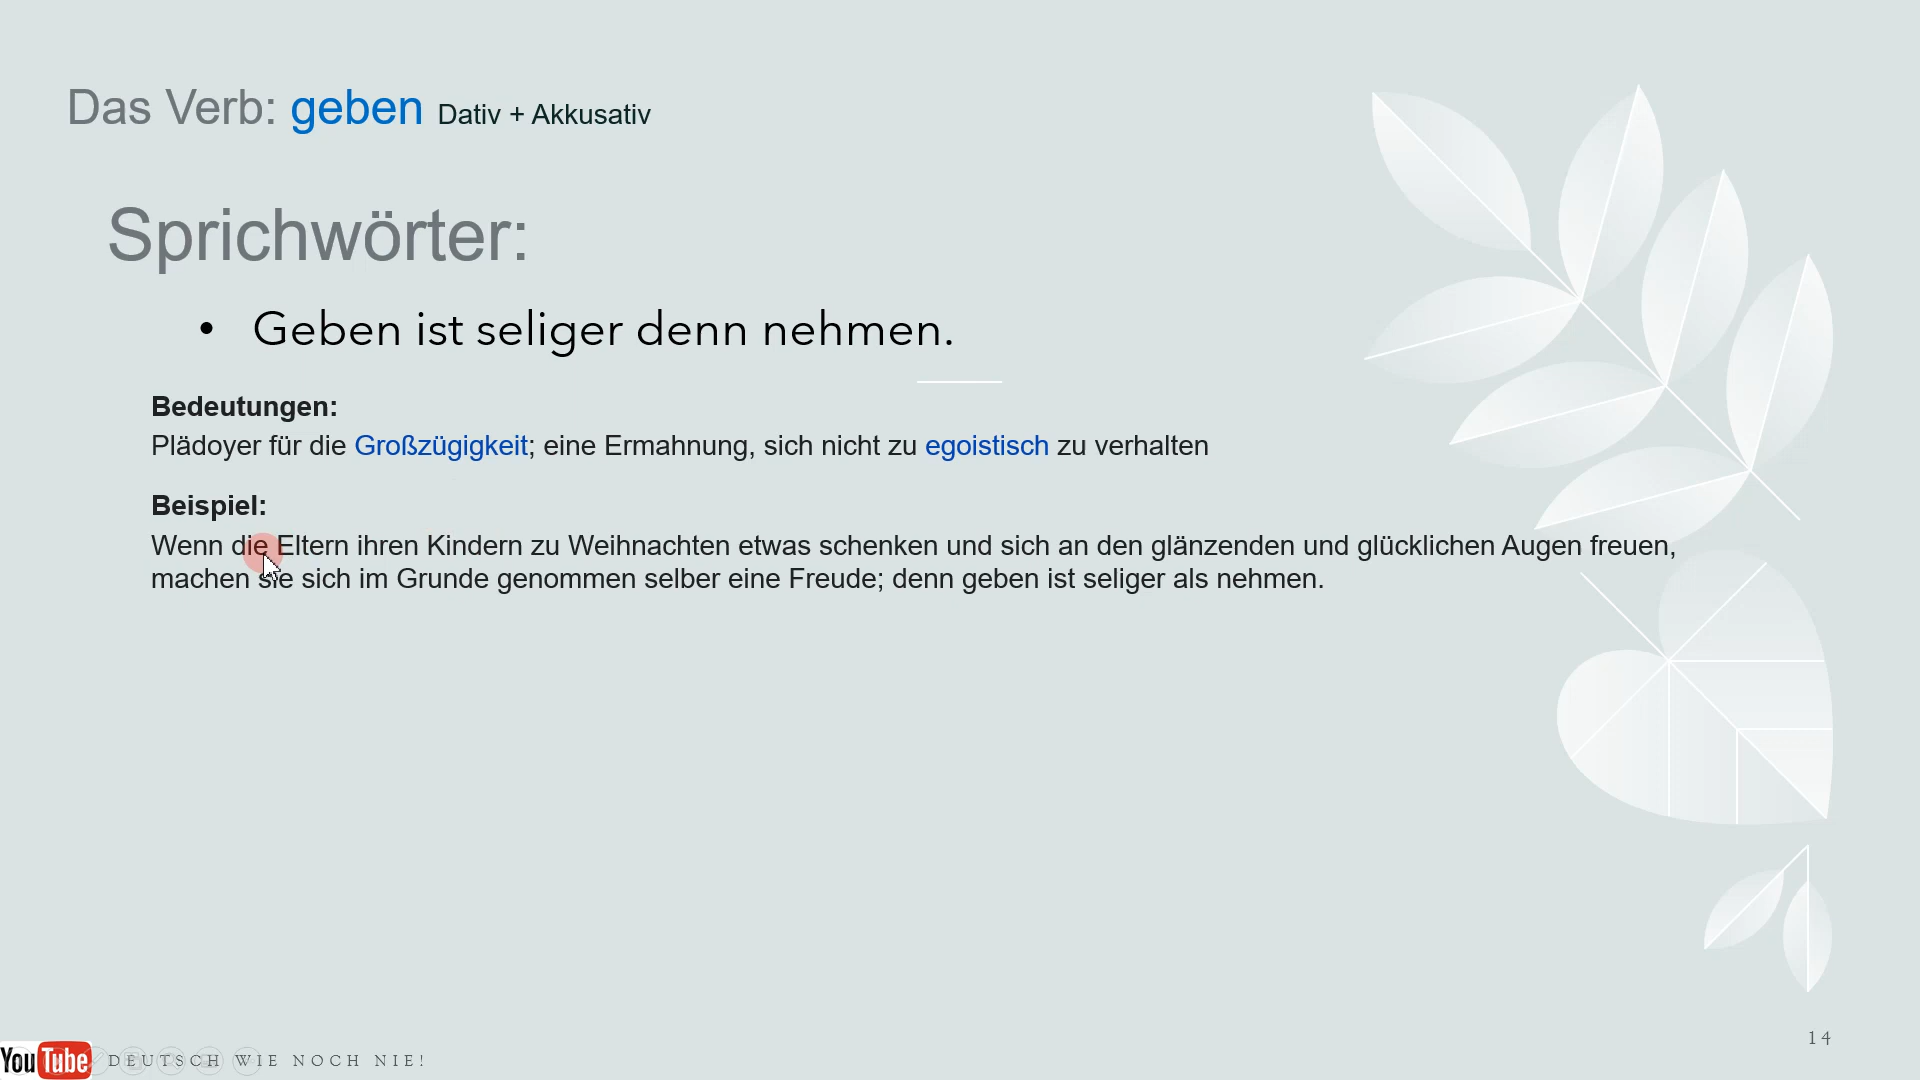 Das Verb: geben Dativ + Akkusativ
Sprichwörter:
• Geben ist seliger denn nehmen.
Bedeutungen:
Plädoyer für die Großzügigkeit; eine Ermahnung, sich nicht zu egoistisch zu verhalten
Beispiel:
Wenn die Eltern ihren Kindern zu Weihnachten etwas schenken und sich an den glänzenden und glücklichen Augen freuen,
machen sie sich im Grunde genommen selber eine Freude; denn geben ist seliger als nehmen.
14
YouTube DEUTSCH WIE NOCH NIE!